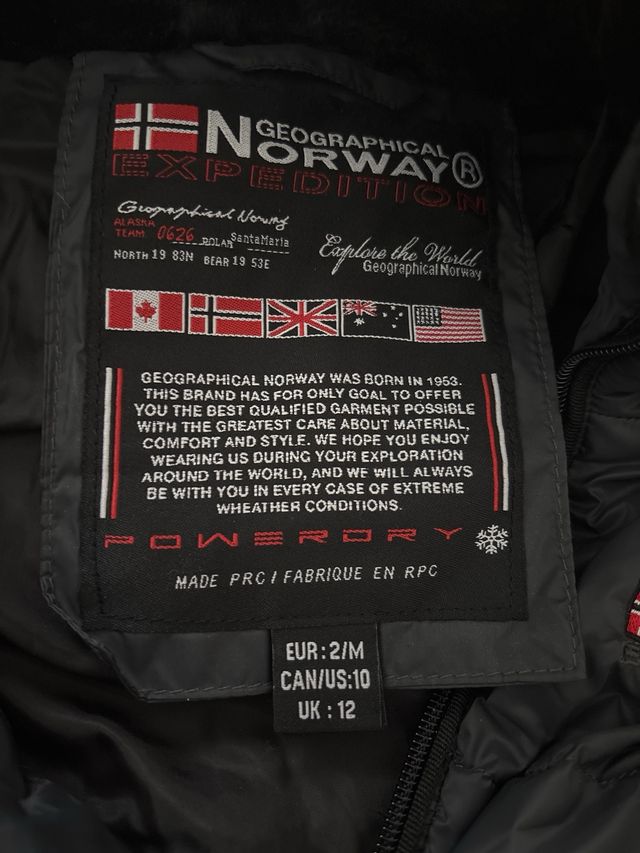 GEOGRAPHICAL
NORWAY®
EXPEDITION
Geographical Norway
ALASKA
TEAM 0626 POLAR SantaMaria
NORTH 19 83N BEAR 19 53E
Explore the World
Geographical Norway
GEOGRAPHICAL NORWAY WAS BORN IN 1953.
THIS BRAND HAS FOR ONLY GOAL TO OFFER
YOU THE BEST QUALIFIED GARMENT POSSIBLE
WITH THE GREATEST CARE ABOUT MATERIAL,
COMFORT AND STYLE. WE HOPE YOU ENJOY
WEARING US DURING YOUR EXPLORATION
AROUND THE WORLD, AND WE WILL ALWAYS
BE WITH YOU IN EVERY CASE OF EXTREME
WHEATHER CONDITIONS.
POWERDRY
MADE PRC / FABRIQUE EN RPC
EUR : 2/M
CAN/US:10
UK : 12